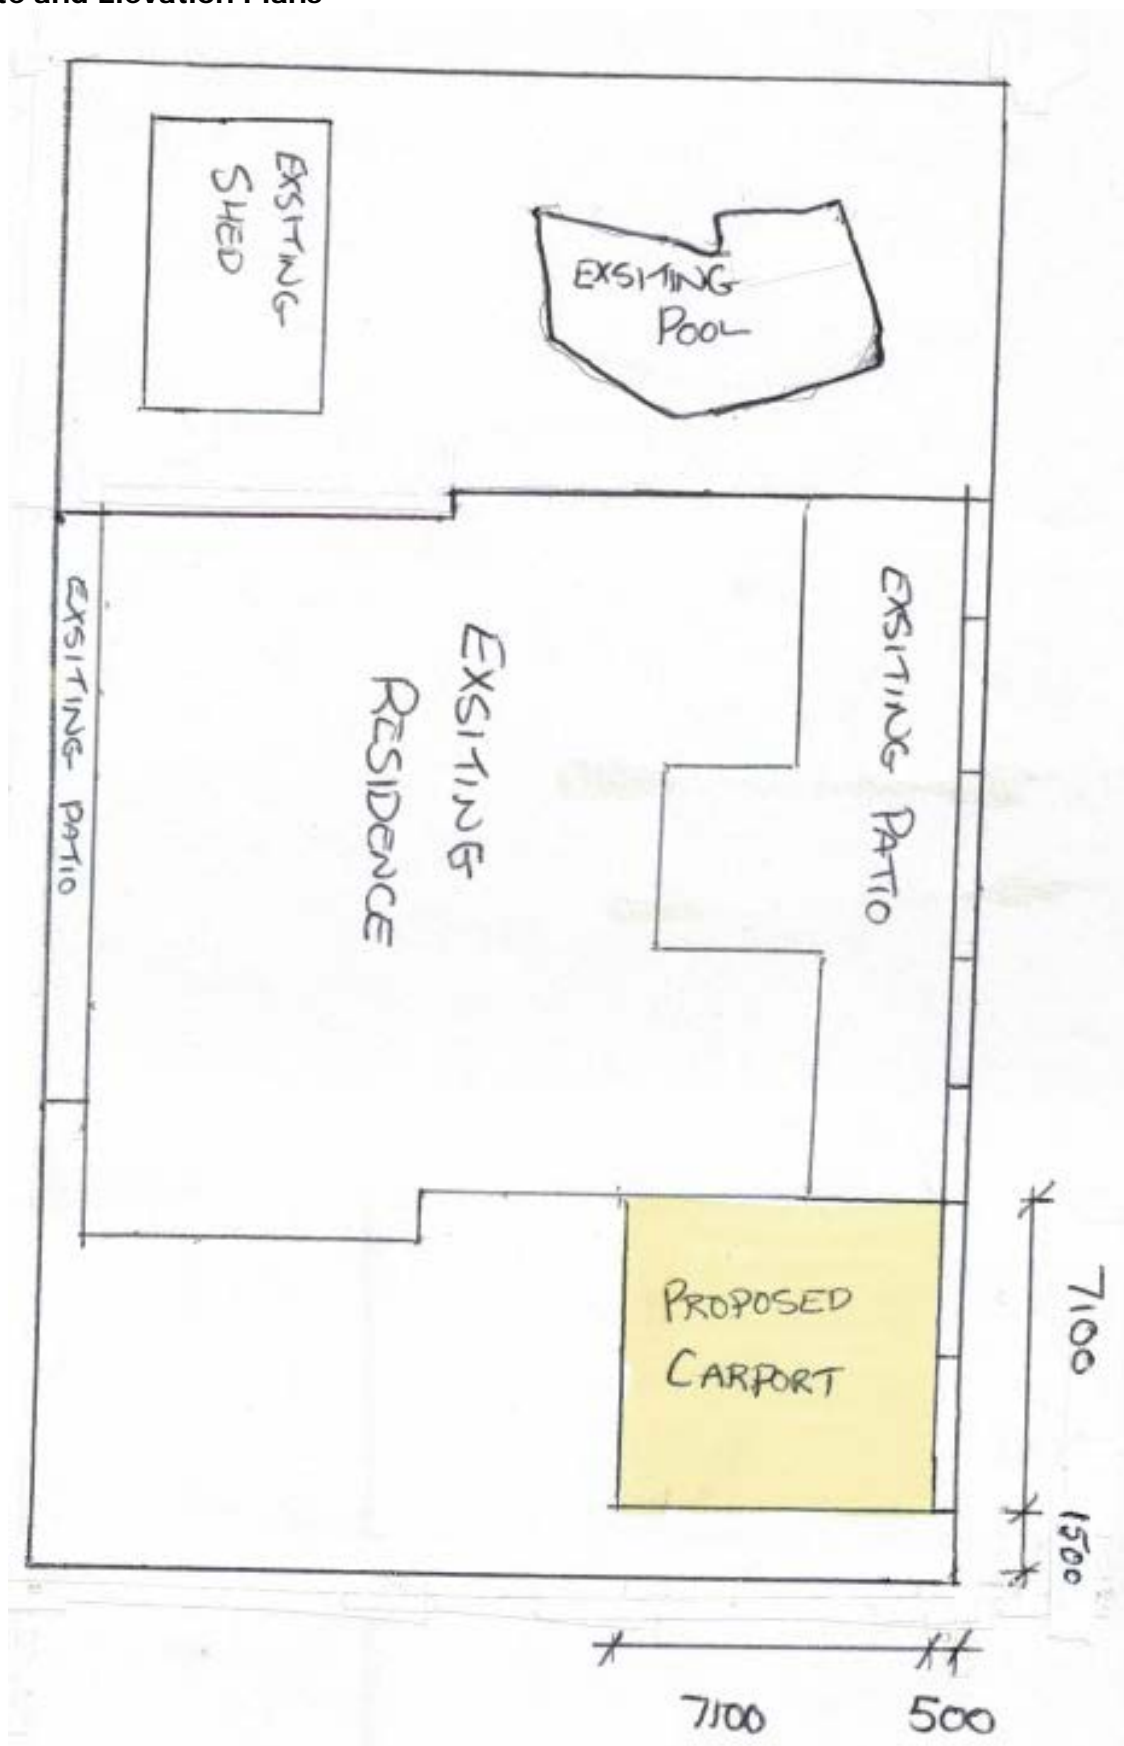 and Elevation Plans
EXSITING
SHED
EXSITING
POOL
EXSITING PATIO
EXSITING
RESIDENCE
EXSITING PATIO
PROPOSED
CARPORT
7100
1500
7100
500